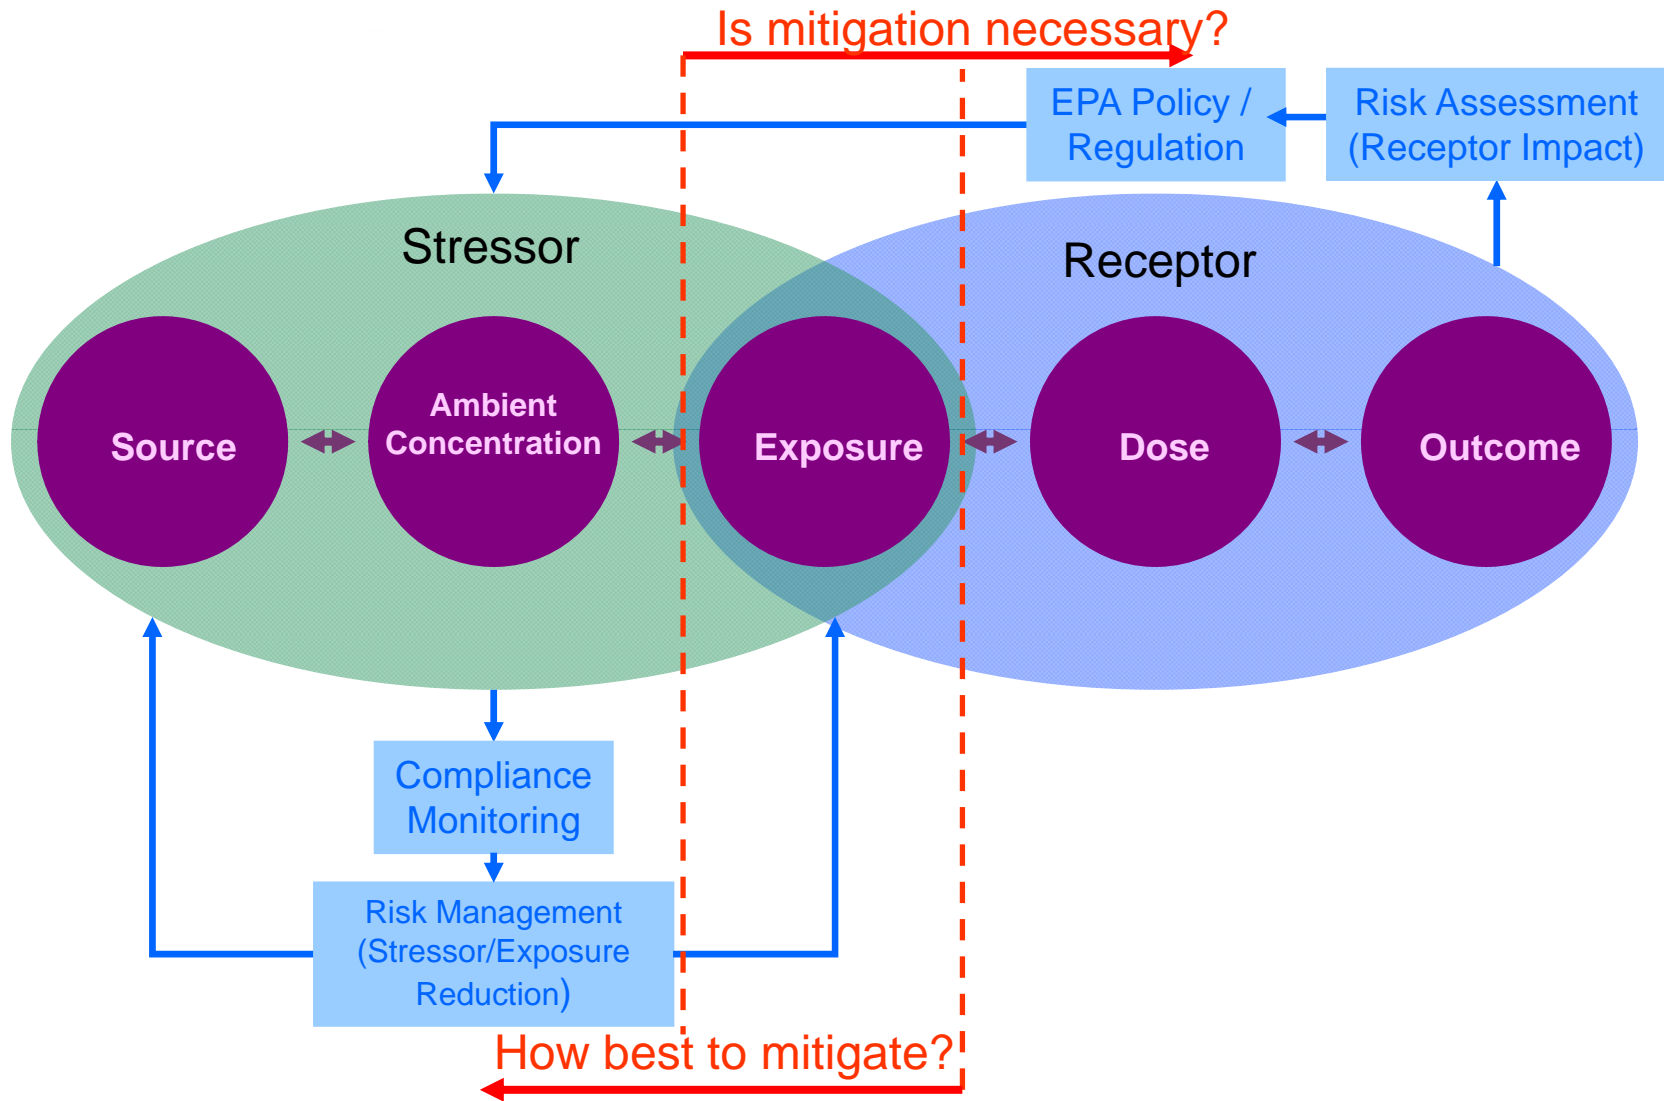 Is mitigation necessary?
EPA Policy /
Regulation
Risk Assessment
(Receptor Impact)
Stressor
Receptor
Source
Ambient
Concentration
Exposure
Dose
Outcome
Compliance
Monitoring
Risk Management
(Stressor/Exposure
Reduction)
How best to mitigate?